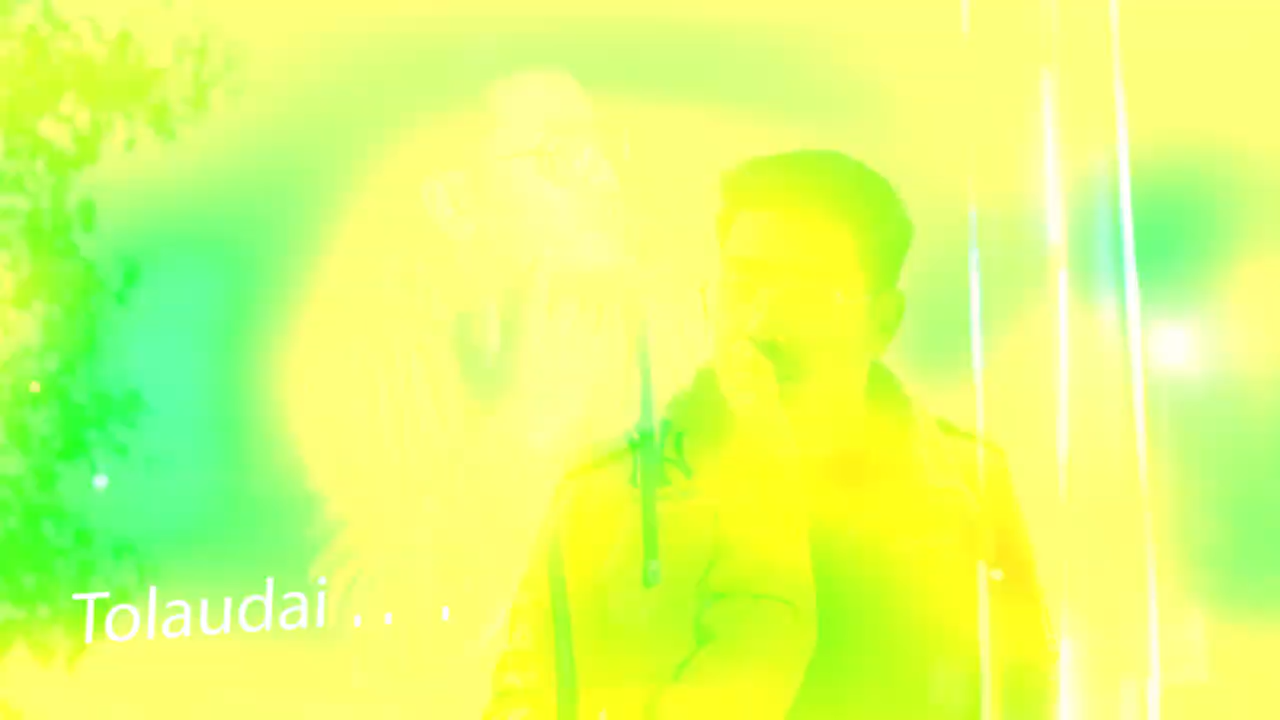 Tolaudai . . .